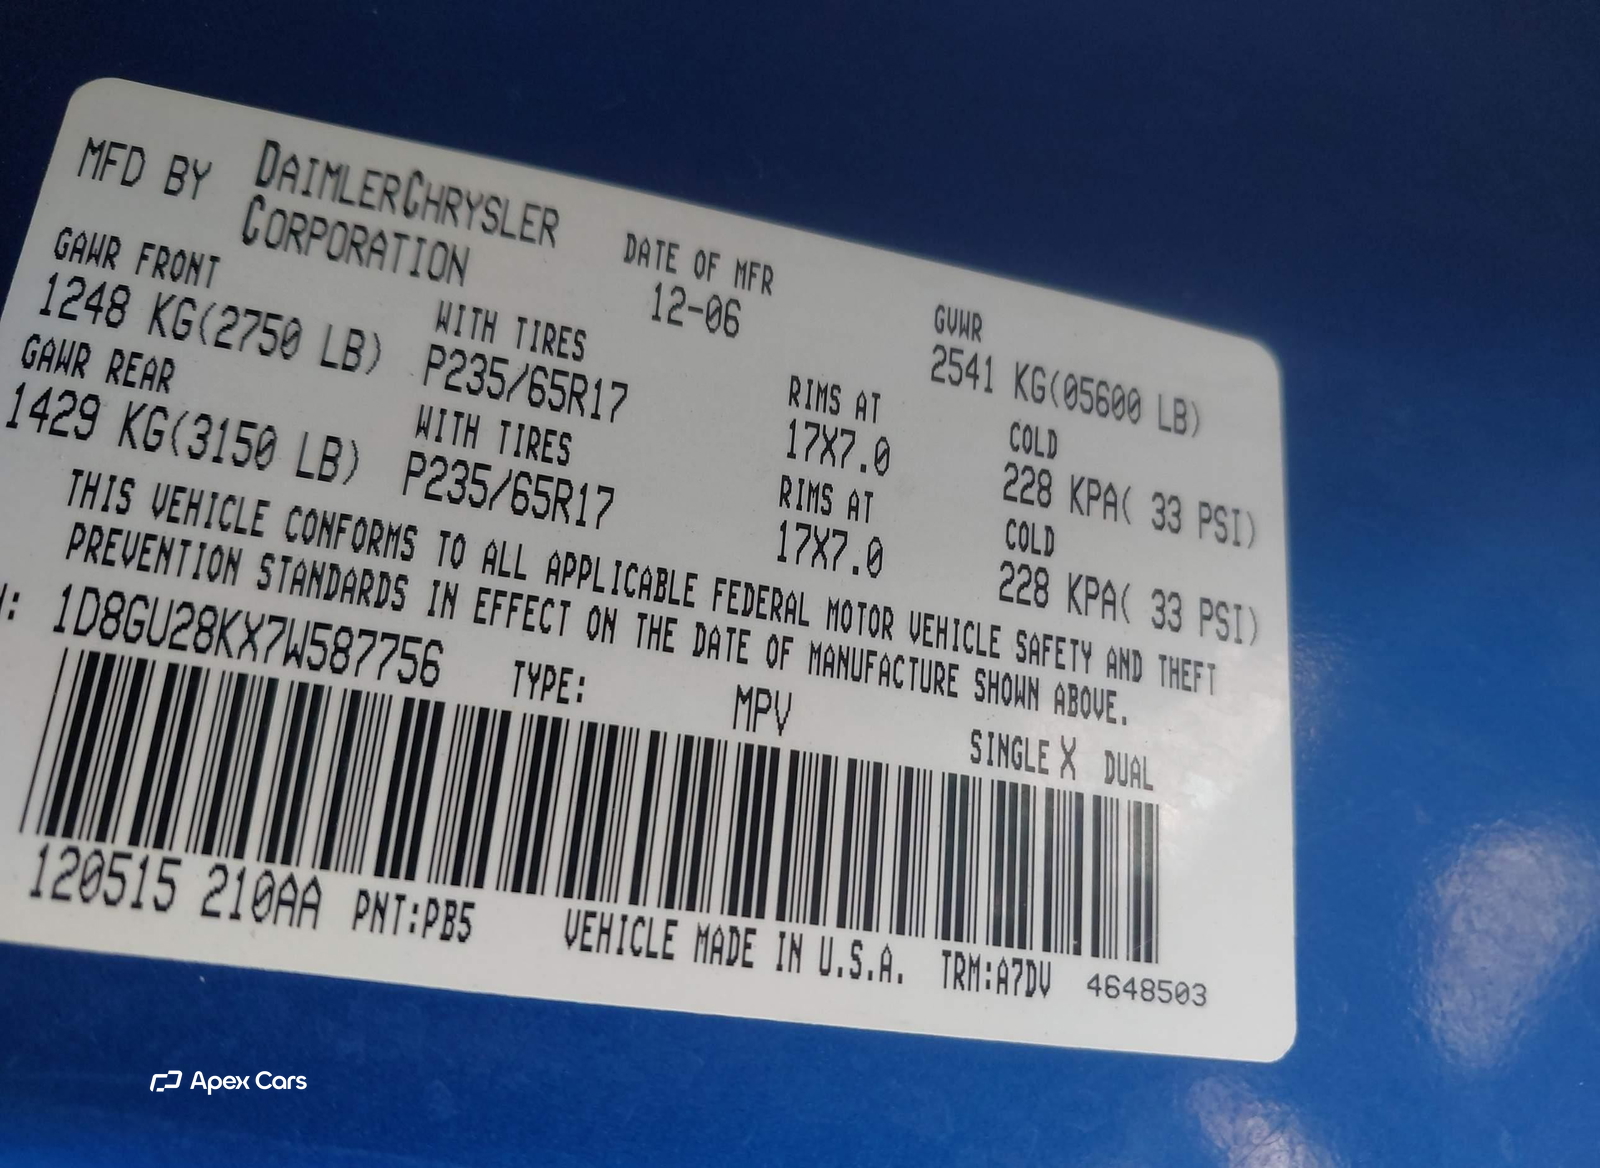 MFD BY DAIMLERCHRYSLER CORPORATION
DATE OF MFR 12-06
GVWR 2541 KG(05600 LB)
GAWR FRONT 1248 KG(2750 LB)
WITH TIRES P235/65R17
RIMS AT 17X7.0
COLD 228 KPA( 33 PSI)
GAWR REAR 1429 KG(3150 LB)
WITH TIRES P235/65R17
RIMS AT 17X7.0
COLD 228 KPA( 33 PSI)
THIS VEHICLE CONFORMS TO ALL APPLICABLE FEDERAL MOTOR VEHICLE SAFETY AND THEFT
PREVENTION STANDARDS IN EFFECT ON THE DATE OF MANUFACTURE SHOWN ABOVE.
: 1D8GU28KX7W587756 TYPE: MPV SINGLE X DUAL
120515 210AA PNT:PB5 VEHICLE MADE IN U.S.A. TRM:A7DV 4648503
Apex Cars